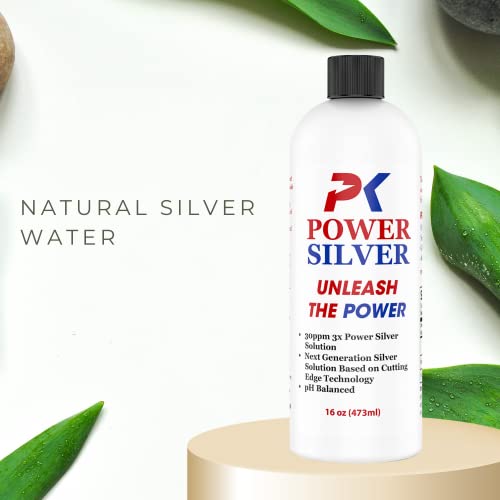 NATURAL SILVER
WATER
PK
POWER
SILVER
UNLEASH
THE POWER
• 30ppm 3x Power Silver
Solution
• Next Generation Silver
Solution Based on Cutting
Edge Technology
• pH Balanced
16 oz (473ml)